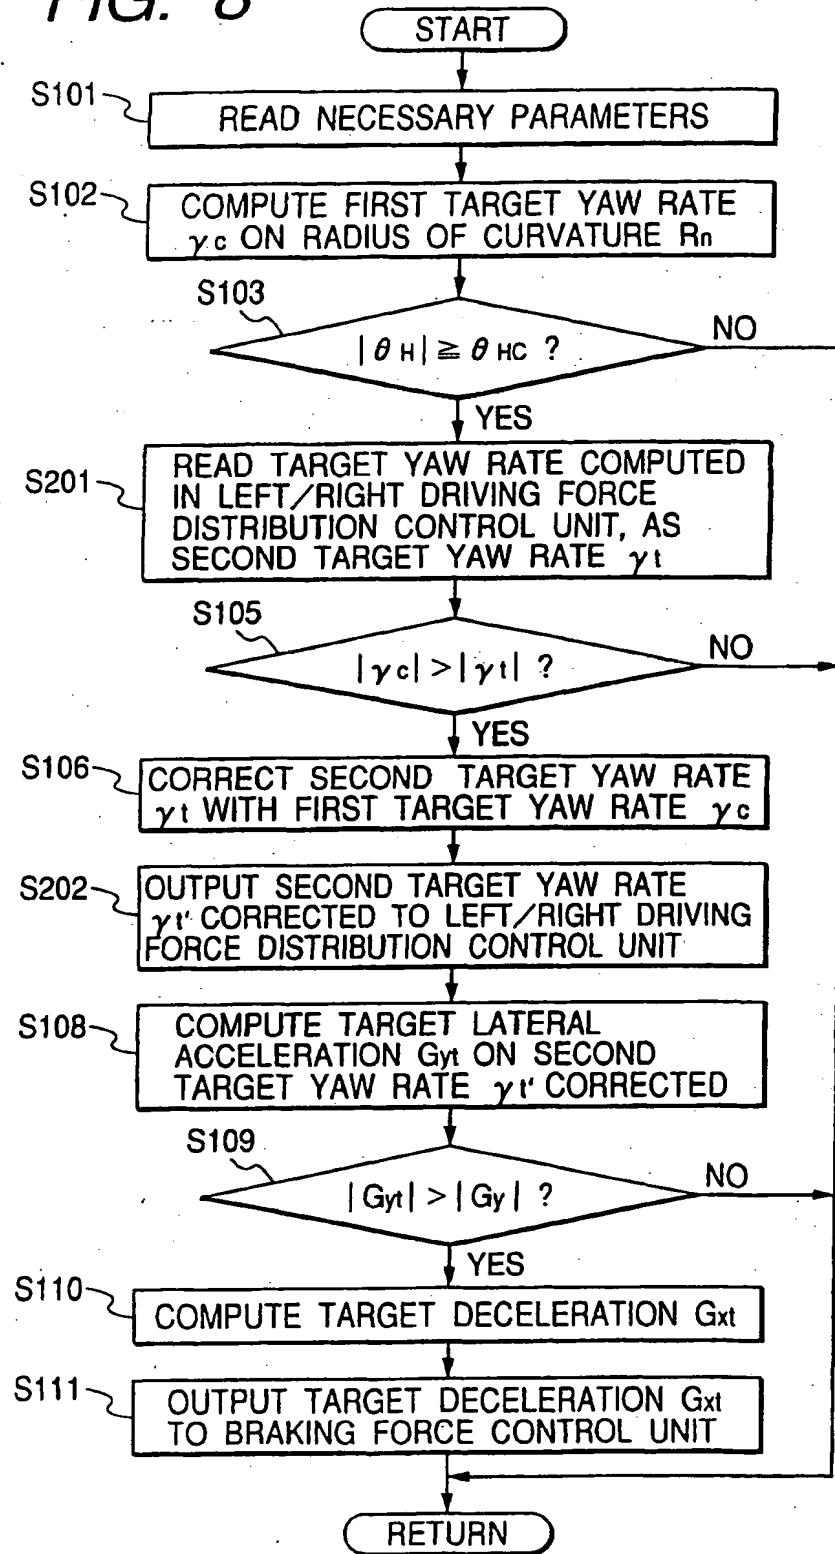 FIG. 8
START
S101
READ NECESSARY PARAMETERS
S102
COMPUTE FIRST TARGET YAW RATE
γc ON RADIUS OF CURVATURE Rn
S103
|θH| ≧ θHC ?
NO
YES
S201
READ TARGET YAW RATE COMPUTED
IN LEFT/RIGHT DRIVING FORCE
DISTRIBUTION CONTROL UNIT, AS
SECOND TARGET YAW RATE γt
S105
|γc| > |γt| ?
NO
YES
S106
CORRECT SECOND TARGET YAW RATE
γt WITH FIRST TARGET YAW RATE γc
S202
OUTPUT SECOND TARGET YAW RATE
γt' CORRECTED TO LEFT/RIGHT DRIVING
FORCE DISTRIBUTION CONTROL UNIT
S108
COMPUTE TARGET LATERAL
ACCELERATION Gyt ON SECOND
TARGET YAW RATE γt' CORRECTED
S109
|Gyt| > |Gy| ?
NO
YES
S110
COMPUTE TARGET DECELERATION Gxt
S111
OUTPUT TARGET DECELERATION Gxt
TO BRAKING FORCE CONTROL UNIT
RETURN